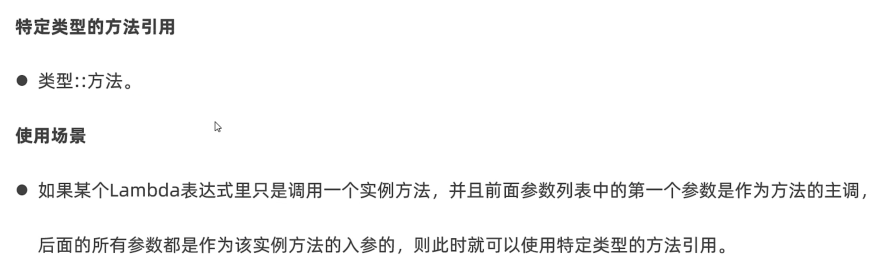 特定类型的方法引用
● 类型::方法。
使用场景
● 如果某个Lambda表达式里只是调用一个实例方法，并且前面参数列表中的第一个参数是作为方法的主调，
后面的所有参数都是作为该实例方法的入参的，则此时就可以使用特定类型的方法引用。